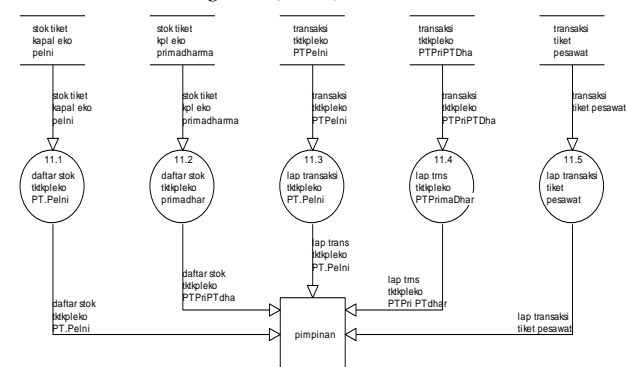 stok tiket
kapal eko
pelni
stok tiket
kpl eko
primadharma
transaksi
tktkpleko
PTPelni
transaksi
tktkpleko
PTPriPTDha
transaksi
tiket
pesawat
stok tiket
kapal eko
pelni
stok tiket
kpl eko
primadharma
transaksi
tktkpleko
PTPelni
transaksi
tktkpleko
PTPriPTDha
transaksi
tiket pesawat
11.1
daftar stok
tktkpleko
PT.Pelni
11.2
daftar stok
tktkpleko
primadhar
11.3
lap transaksi
tktkpleko
PT.Pelni
11.4
lap trns
tktkpleko
PTPrimaDhar
11.5
lap transaksi
tiket
pesawat
lap trans
tktkpleko
PT.Pelni
daftar stok
tktkpleko
PTPriPTdha
lap trns
tktkpleko
PTPri PTdhar
daftar stok
tktkpleko
PT.Pelni
lap transaksi
tiket pesawat
pimpinan